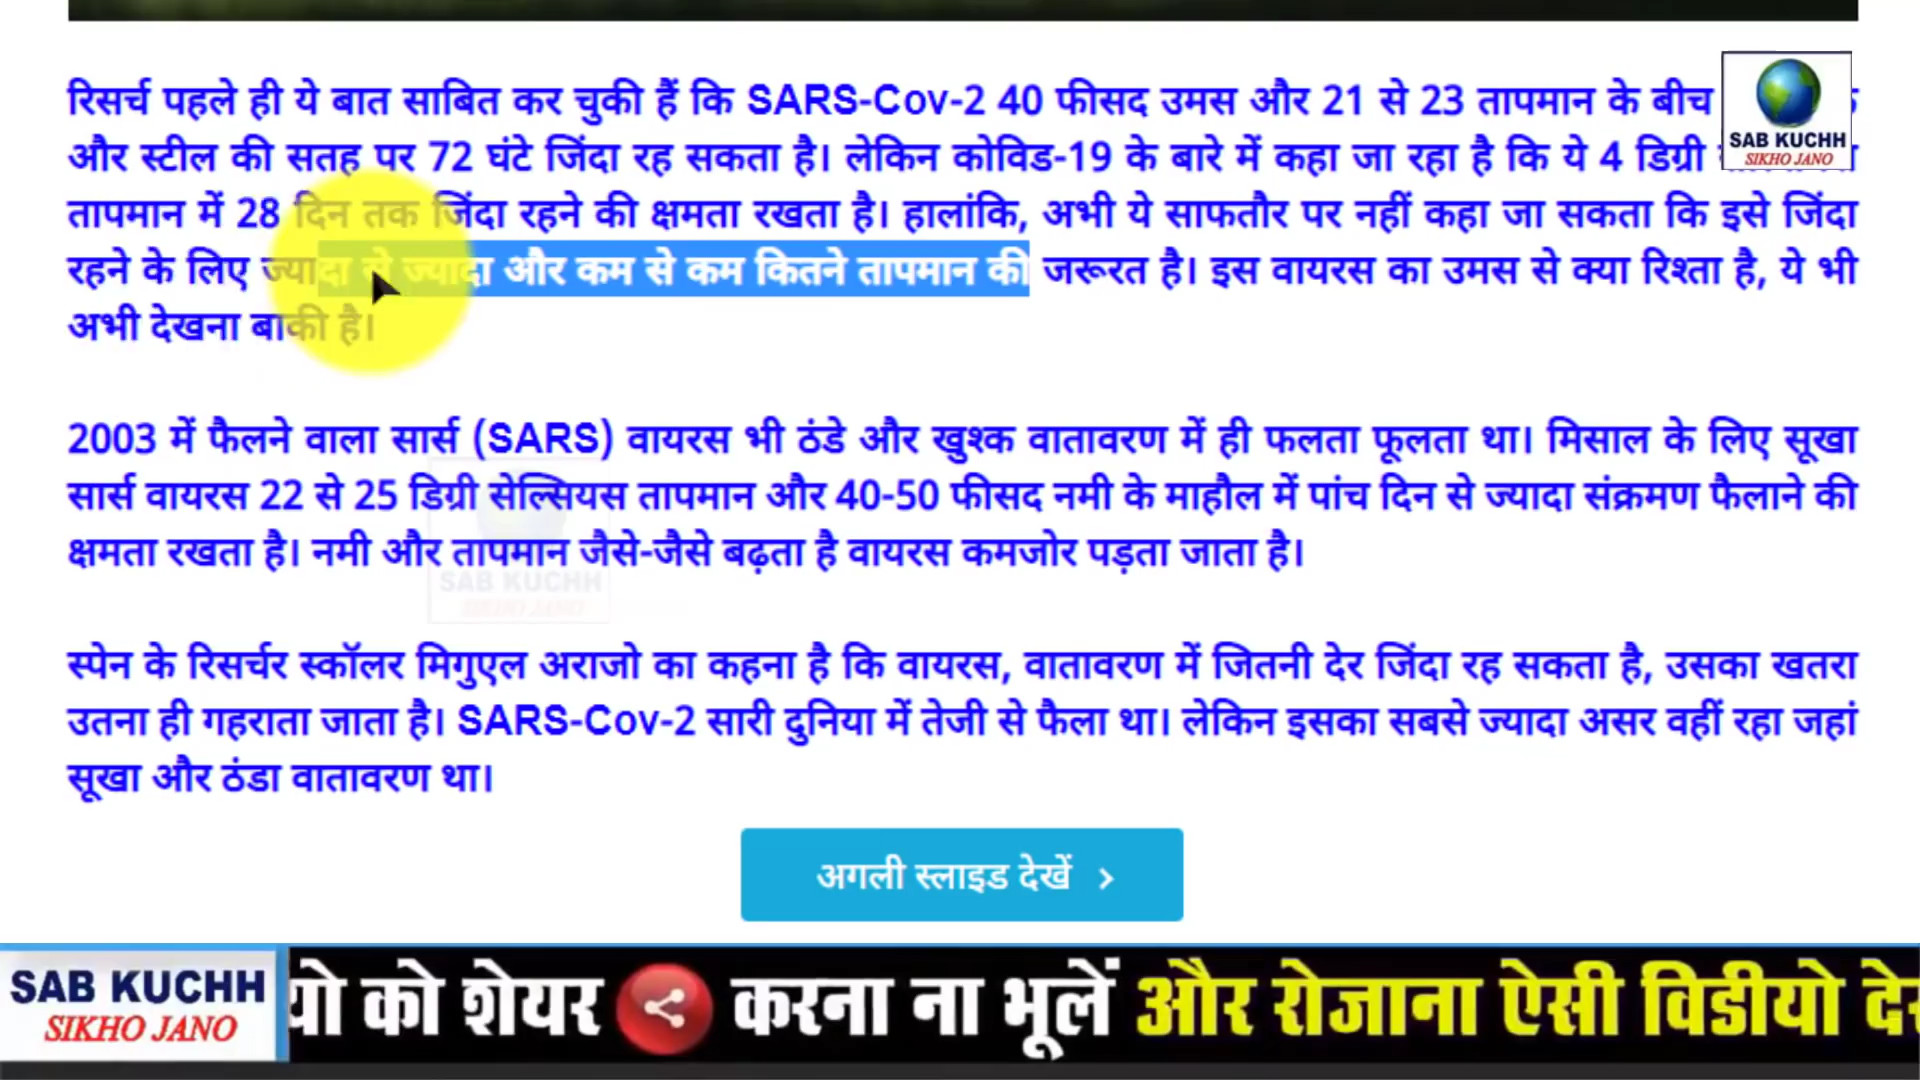 रिसर्च पहले ही ये बात साबित कर चुकी हैं कि SARS-Cov-2 40 फीसद उमस और 21 से 23 तापमान के बीच
SAB KUCHH
SIKHO JANO
और स्टील की सतह पर 72 घंटे जिंदा रह सकता है। लेकिन कोविड-19 के बारे में कहा जा रहा है कि ये 4 डिग्री
तापमान में 28 दिन तक जिंदा रहने की क्षमता रखता है। हालांकि, अभी ये साफतौर पर नहीं कहा जा सकता कि इसे जिंदा
रहने के लिए ज्यादा से ज्यादा और कम से कम कितने तापमान की जरूरत है। इस वायरस का उमस से क्या रिश्ता है, ये भी
अभी देखना बाकी है।
2003 में फैलने वाला सार्स (SARS) वायरस भी ठंडे और खुश्क वातावरण में ही फलता फूलता था। मिसाल के लिए सूखा
सार्स वायरस 22 से 25 डिग्री सेल्सियस तापमान और 40-50 फीसद नमी के माहौल में पांच दिन से ज्यादा संक्रमण फैलाने की
क्षमता रखता है। नमी और तापमान जैसे-जैसे बढ़ता है वायरस कमजोर पड़ता जाता है।
SAB KUCHH
SIKHO JANO
स्पेन के रिसर्चर स्कॉलर मिगुएल अराजो का कहना है कि वायरस, वातावरण में जितनी देर जिंदा रह सकता है, उसका खतरा
उतना ही गहराता जाता है। SARS-Cov-2 सारी दुनिया में तेजी से फैला था। लेकिन इसका सबसे ज्यादा असर वहीं रहा जहां
सूखा और ठंडा वातावरण था।
अगली स्लाइड देखें
SAB KUCHH
SIKHO JANO
यो को शेयर करना ना भूलें और रोजाना ऐसी विडीयो